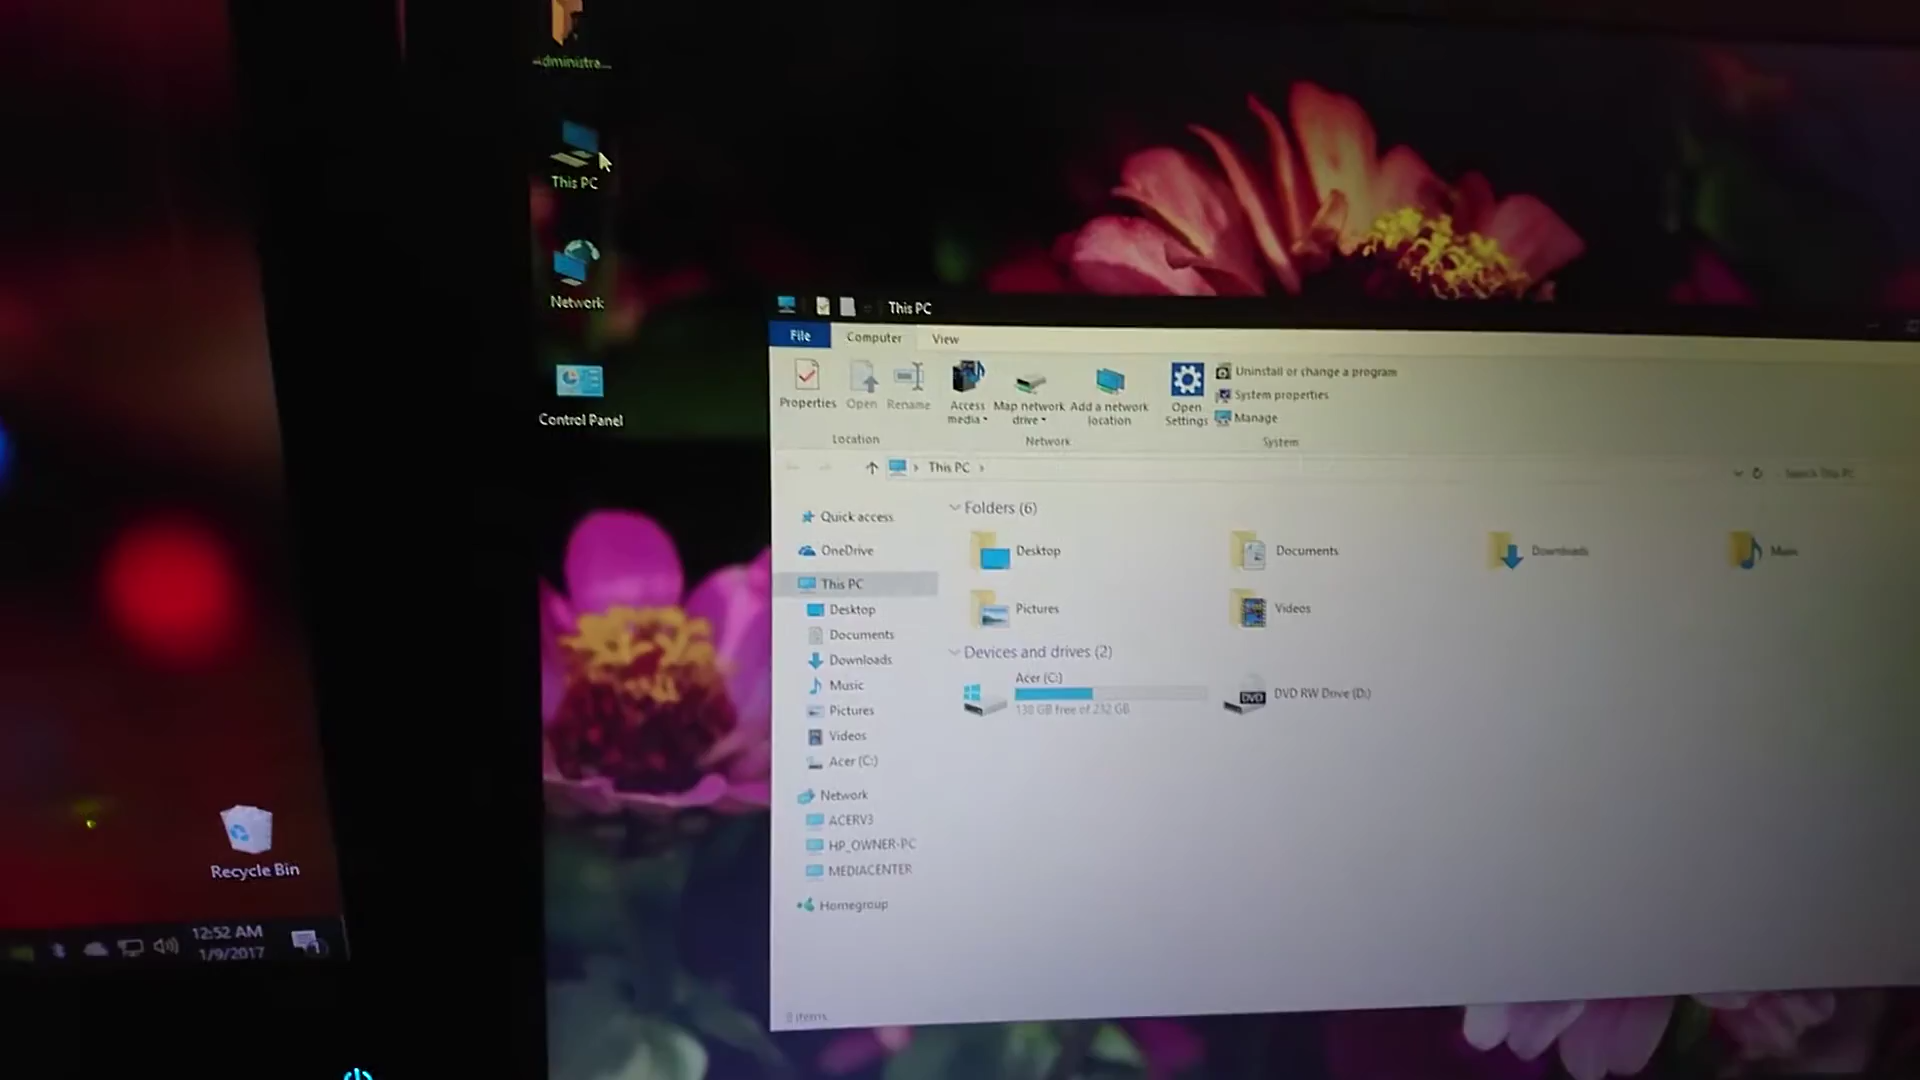 Administra...
This PC
Network
Control Panel
Recycle Bin
12:52 AM
1/9/2017
This PC
File
Computer
View
Properties
Open
Rename
Access media
Map network drive
Add a network location
Open Settings
Uninstall or change a program
System properties
Manage
Location
Network
System
This PC
Search This PC
Quick access
OneDrive
This PC
Desktop
Documents
Downloads
Music
Pictures
Videos
Acer (C:)
Network
ACERV3
HP_OWNER-PC
MEDIACENTER
Homegroup
Folders (6)
Desktop
Documents
Downloads
Music
Pictures
Videos
Devices and drives (2)
Acer (C:)
138 GB free of 232 GB
DVD
DVD RW Drive (D:)
8 items